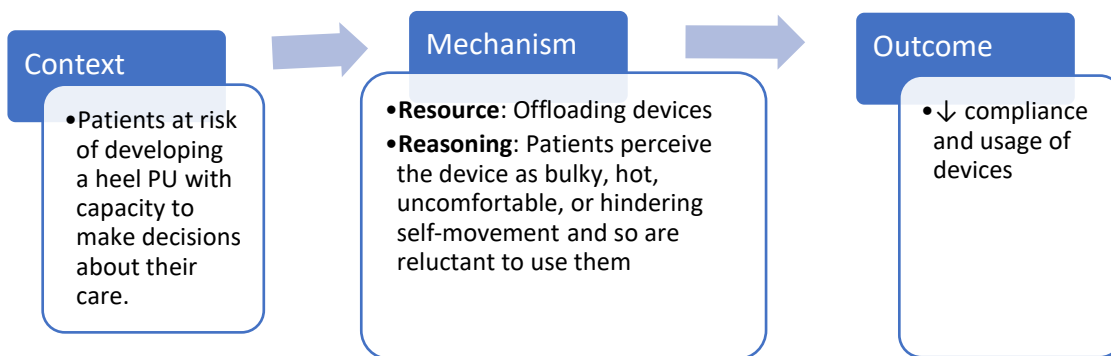 Context
•Patients at risk
of developing
a heel PU with
capacity to
make decisions
about their
care.
Mechanism
•Resource: Offloading devices
•Reasoning: Patients perceive
the device as bulky, hot,
uncomfortable, or hindering
self-movement and so are
reluctant to use them
Outcome
•↓ compliance
and usage of
devices